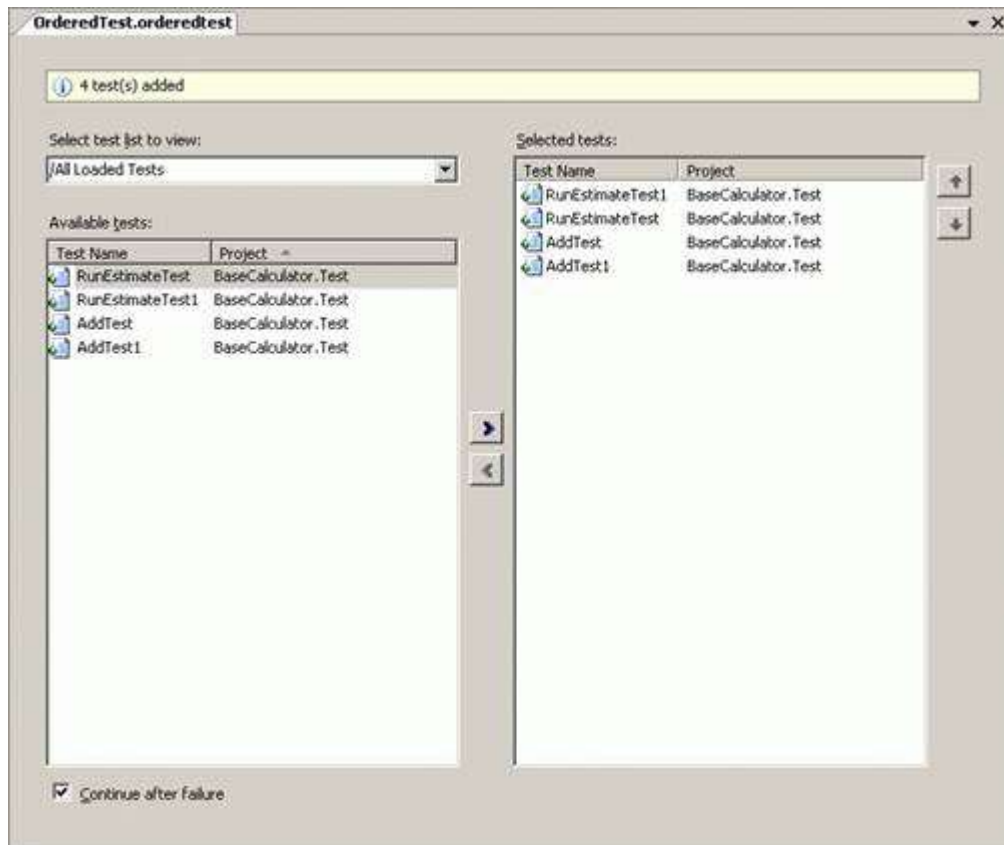 OrderedTest.orderedtest
4 test(s) added
Select test list to view:
/All Loaded Tests
Available tests:
Test Name Project
RunEstimateTest BaseCalculator.Test
RunEstimateTest1 BaseCalculator.Test
AddTest BaseCalculator.Test
AddTest1 BaseCalculator.Test
Selected tests:
Test Name Project
RunEstimateTest1 BaseCalculator.Test
RunEstimateTest BaseCalculator.Test
AddTest BaseCalculator.Test
AddTest1 BaseCalculator.Test
Continue after failure